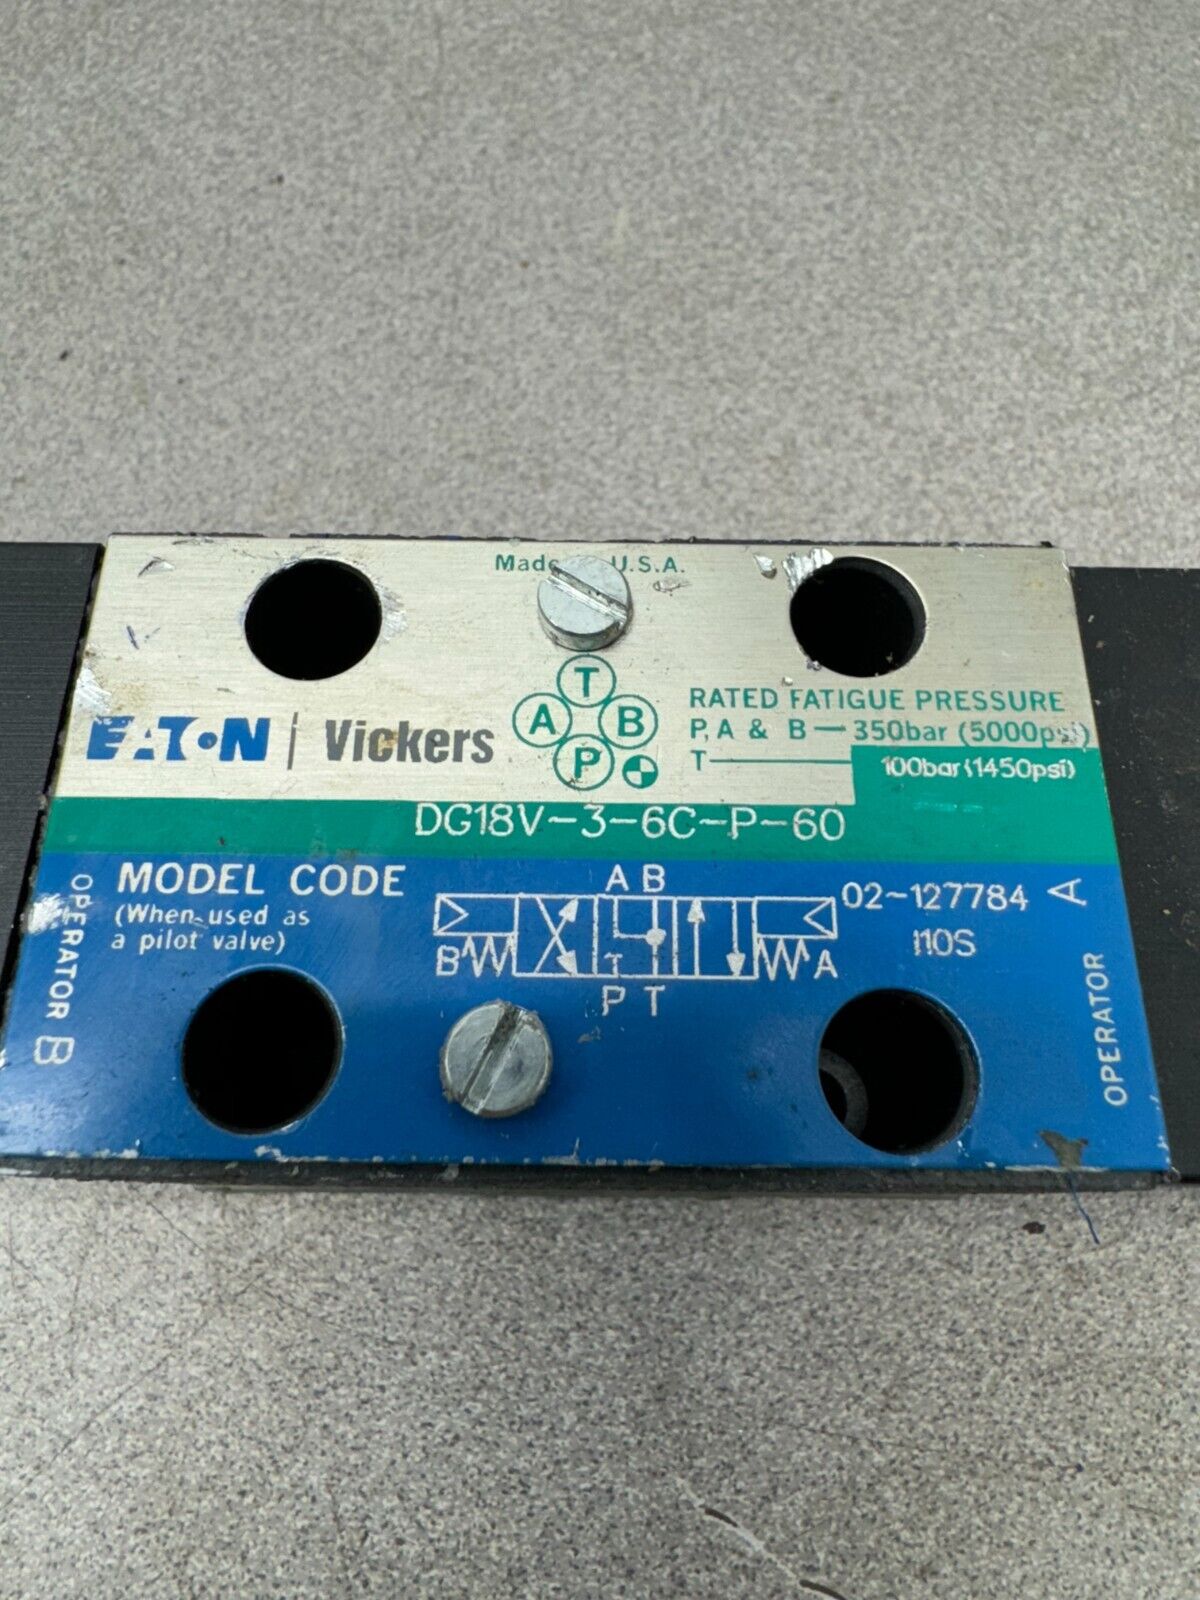 Made U.S.A.
T
A B
P
EATON | Vickers
RATED FATIGUE PRESSURE
P, A & B — 350bar (5000psi)
T — 100bar (1450psi)
DG18V-3-6C-P-60
MODEL CODE
(When used as
a pilot valve)
A B
B A
P T
02-127784
110S
OPERATOR B
OPERATOR A